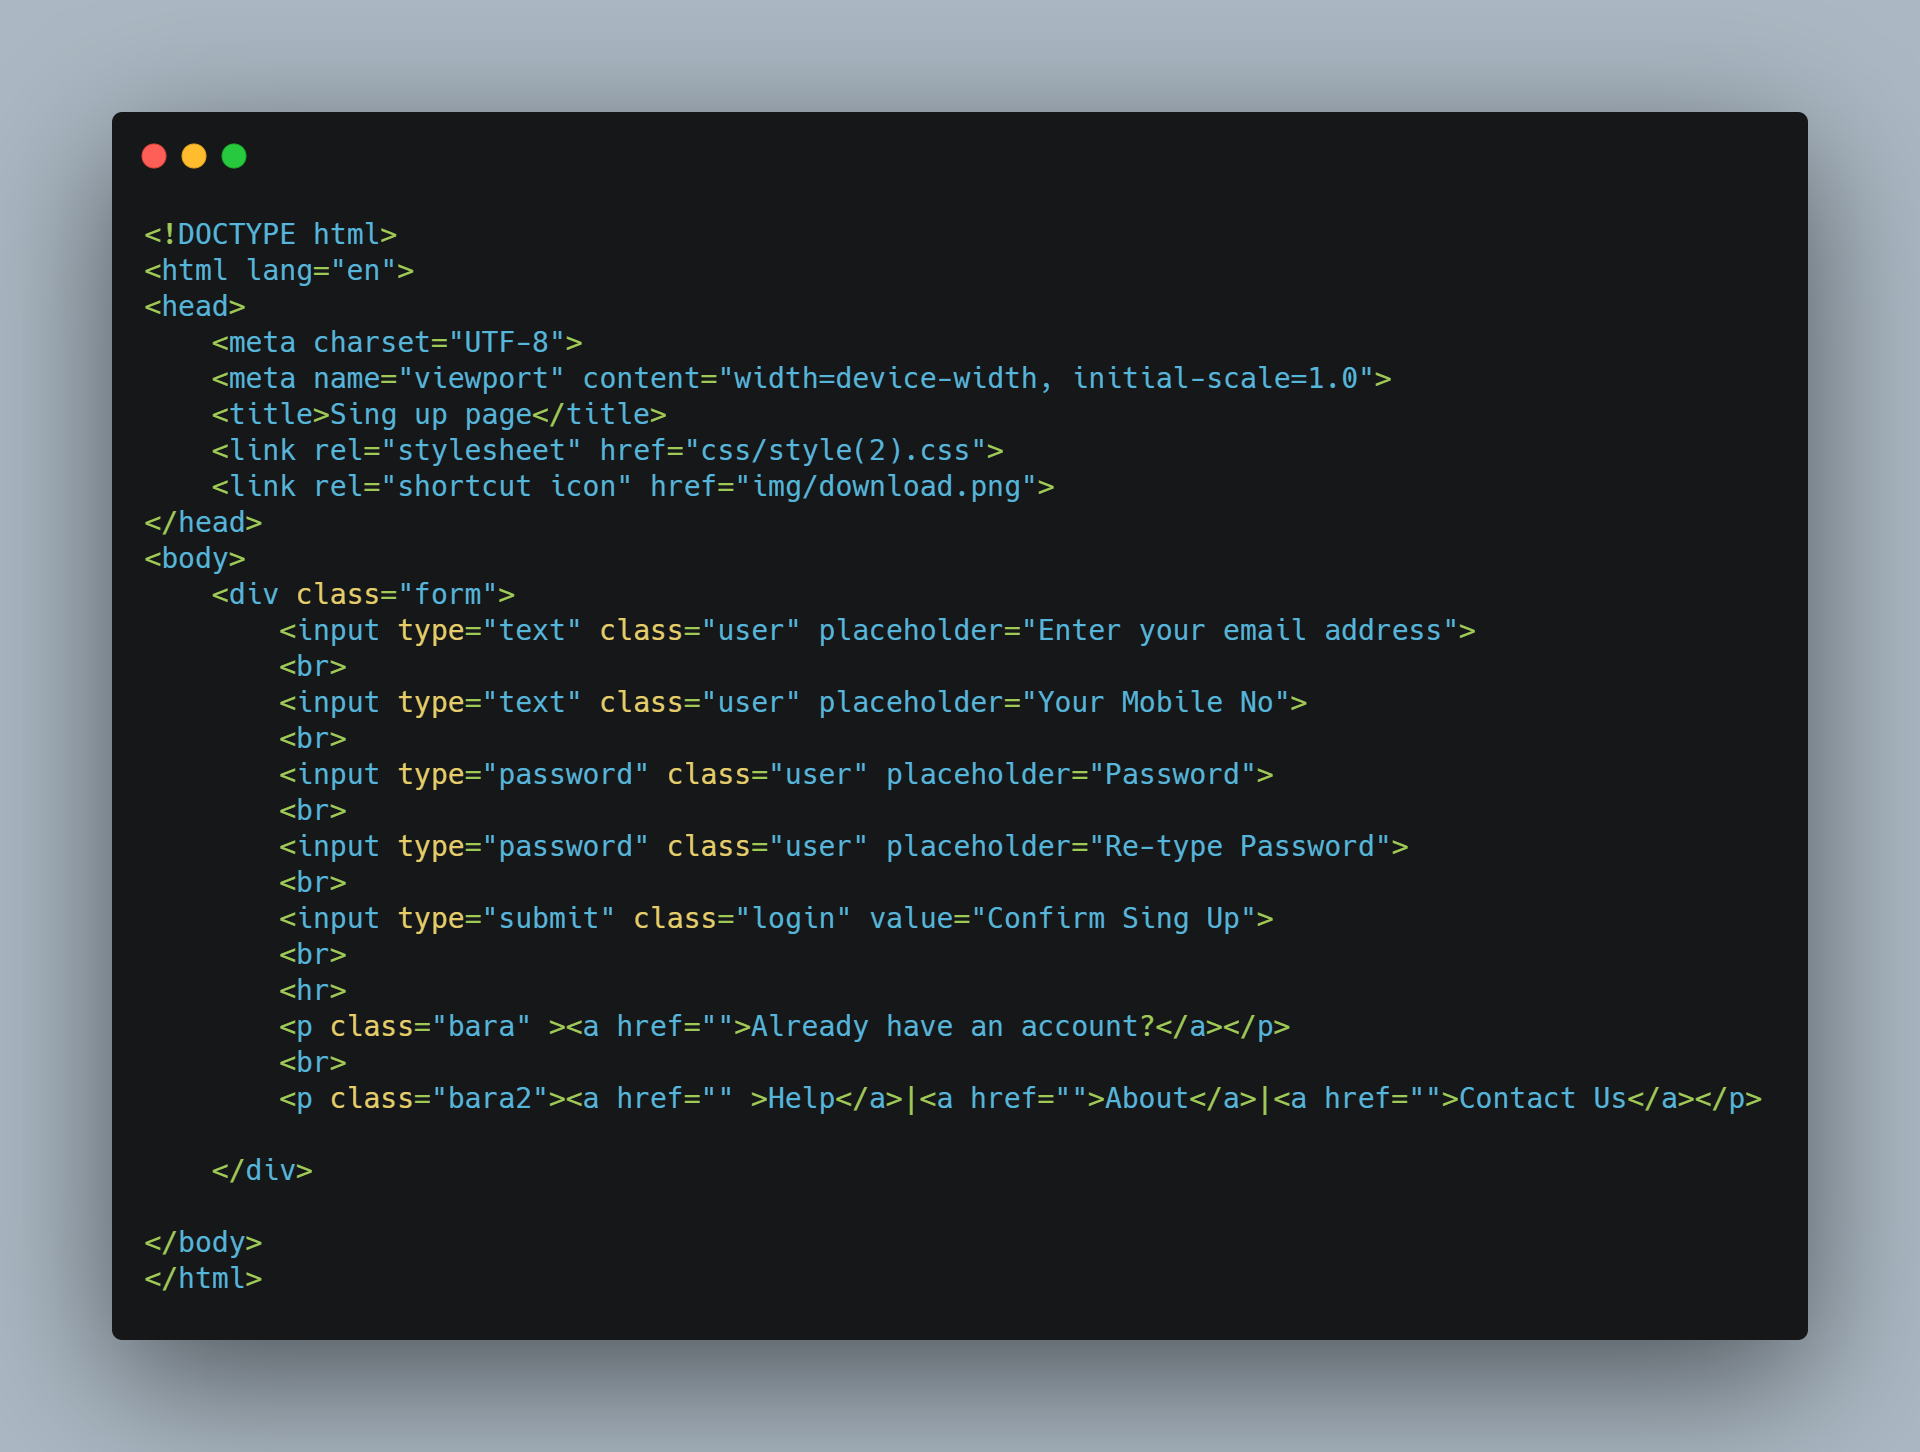 <!DOCTYPE html>
<html lang="en">
<head>
    <meta charset="UTF-8">
    <meta name="viewport" content="width=device-width, initial-scale=1.0">
    <title>Sing up page</title>
    <link rel="stylesheet" href="css/style(2).css">
    <link rel="shortcut icon" href="img/download.png">
</head>
<body>
    <div class="form">
        <input type="text" class="user" placeholder="Enter your email address">
        <br>
        <input type="text" class="user" placeholder="Your Mobile No">
        <br>
        <input type="password" class="user" placeholder="Password">
        <br>
        <input type="password" class="user" placeholder="Re-type Password">
        <br>
        <input type="submit" class="login" value="Confirm Sing Up">
        <br>
        <hr>
        <p class="bara" ><a href="">Already have an account?</a></p>
        <br>
        <p class="bara2"><a href="" >Help</a>|<a href="">About</a>|<a href="">Contact Us</a></p>

    </div>

</body>
</html>